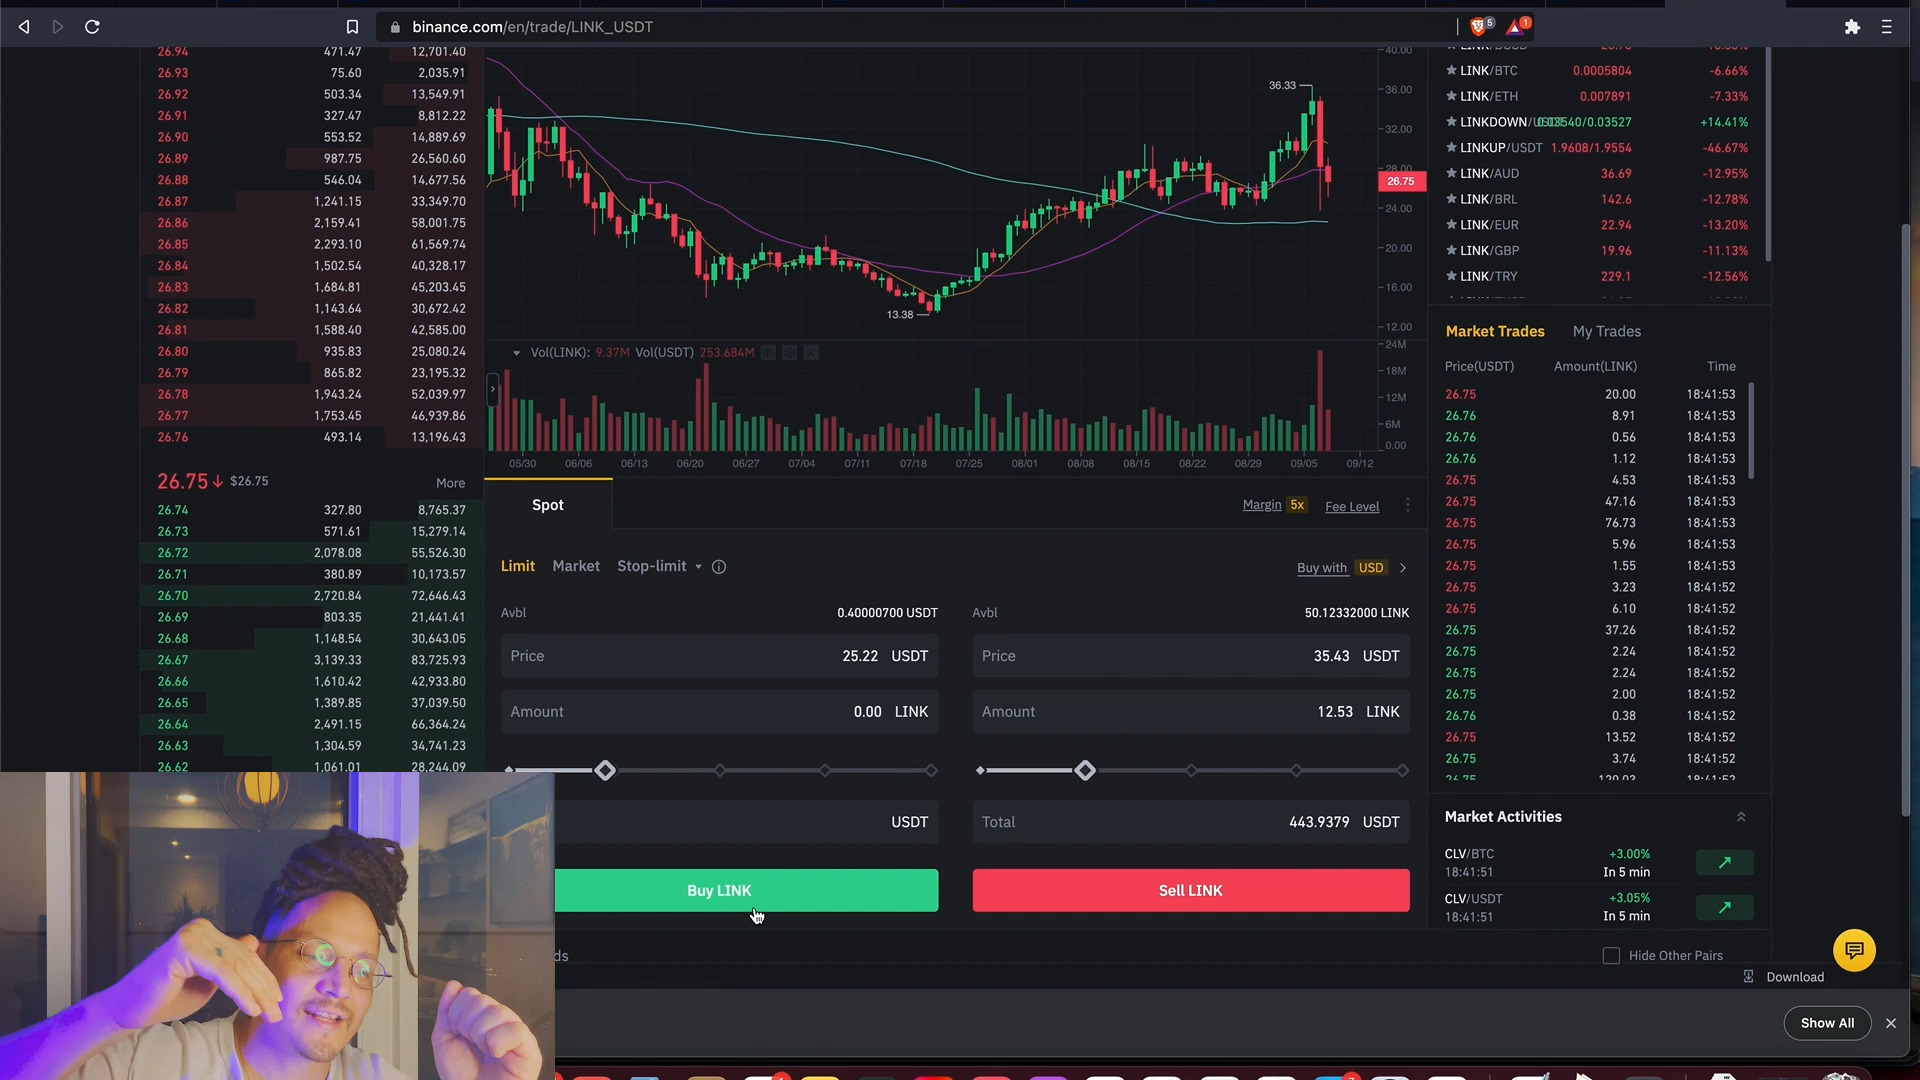 binance.com/en/trade/LINK_USDT
5
1
26.94 471.47 12,701.40
26.93 75.60 2,035.91
26.92 503.34 13,549.91
26.91 327.47 8,812.22
26.90 553.52 14,889.69
26.89 987.75 26,560.60
26.88 546.04 14,677.56
26.87 1,241.15 33,349.70
26.86 2,159.41 58,001.75
26.85 2,293.10 61,569.74
26.84 1,502.54 40,328.17
26.83 1,684.81 45,203.45
26.82 1,143.64 30,672.42
26.81 1,588.40 42,585.00
26.80 935.83 25,080.24
26.79 865.82 23,195.32
26.78 1,943.24 52,039.97
26.77 1,753.45 46,939.86
26.76 493.14 13,196.43
26.75↓ $26.75 More
26.74 327.80 8,765.37
26.73 571.61 15,279.14
26.72 2,078.08 55,526.30
26.71 380.89 10,173.57
26.70 2,720.84 72,646.43
26.69 803.35 21,441.41
26.68 1,148.54 30,643.05
26.67 3,139.33 83,725.93
26.66 1,610.42 42,933.80
26.65 1,389.85 37,039.50
26.64 2,491.15 66,364.24
26.63 1,304.59 34,741.23
26.62 1,061.01 28,244.09
36.33
13.38
40.00
36.00
32.00
28.00
26.75
24.00
20.00
16.00
12.00
Vol(LINK): 9.37M Vol(USDT) 253.684M
24M
18M
12M
6M
0.00
05/30 06/06 06/13 06/20 06/27 07/04 07/11 07/18 07/25 08/01 08/08 08/15 08/22 08/29 09/05 09/12
Spot
Margin 5x Fee Level
Limit Market Stop-limit
Buy with USD
Avbl 0.40000700 USDT
Price 25.22 USDT
Amount 0.00 LINK
USDT
Buy LINK
Avbl 50.12332000 LINK
Price 35.43 USDT
Amount 12.53 LINK
Total 443.9379 USDT
Sell LINK
LINK/BTC 0.0005804 -6.66%
LINK/ETH 0.007891 -7.33%
LINKDOWN/USDT 0.03540/0.03527 +14.41%
LINKUP/USDT 1.9608/1.9554 -46.67%
LINK/AUD 36.69 -12.95%
LINK/BRL 142.6 -12.78%
LINK/EUR 22.94 -13.20%
LINK/GBP 19.96 -11.13%
LINK/TRY 229.1 -12.56%
Market Trades My Trades
Price(USDT) Amount(LINK) Time
26.75 20.00 18:41:53
26.76 8.91 18:41:53
26.76 0.56 18:41:53
26.76 1.12 18:41:53
26.75 4.53 18:41:53
26.75 47.16 18:41:53
26.75 76.73 18:41:53
26.75 5.96 18:41:53
26.75 1.55 18:41:53
26.75 3.23 18:41:52
26.75 6.10 18:41:52
26.75 37.26 18:41:52
26.75 2.24 18:41:52
26.75 2.24 18:41:52
26.75 2.00 18:41:52
26.76 0.38 18:41:52
26.75 13.52 18:41:52
26.75 3.74 18:41:52
Market Activities
CLV/BTC +3.00%
18:41:51 In 5 min
CLV/USDT +3.05%
18:41:51 In 5 min
ds
Hide Other Pairs
Download
Show All